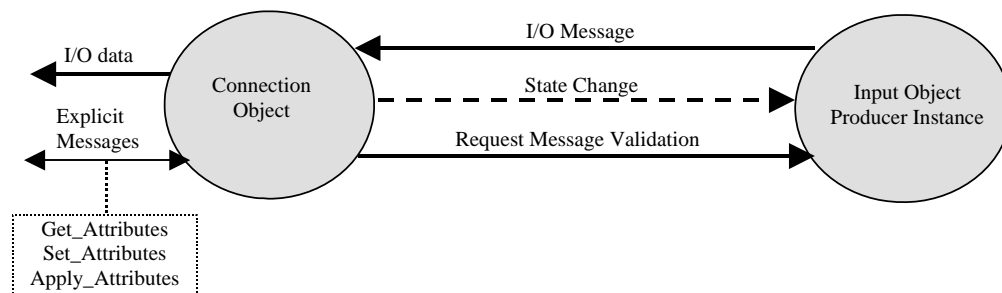 I/O Message
I/O data
Connection
Object
State Change
Input Object
Producer Instance
Explicit
Messages
Request Message Validation
Get_Attributes
Set_Attributes
Apply_Attributes